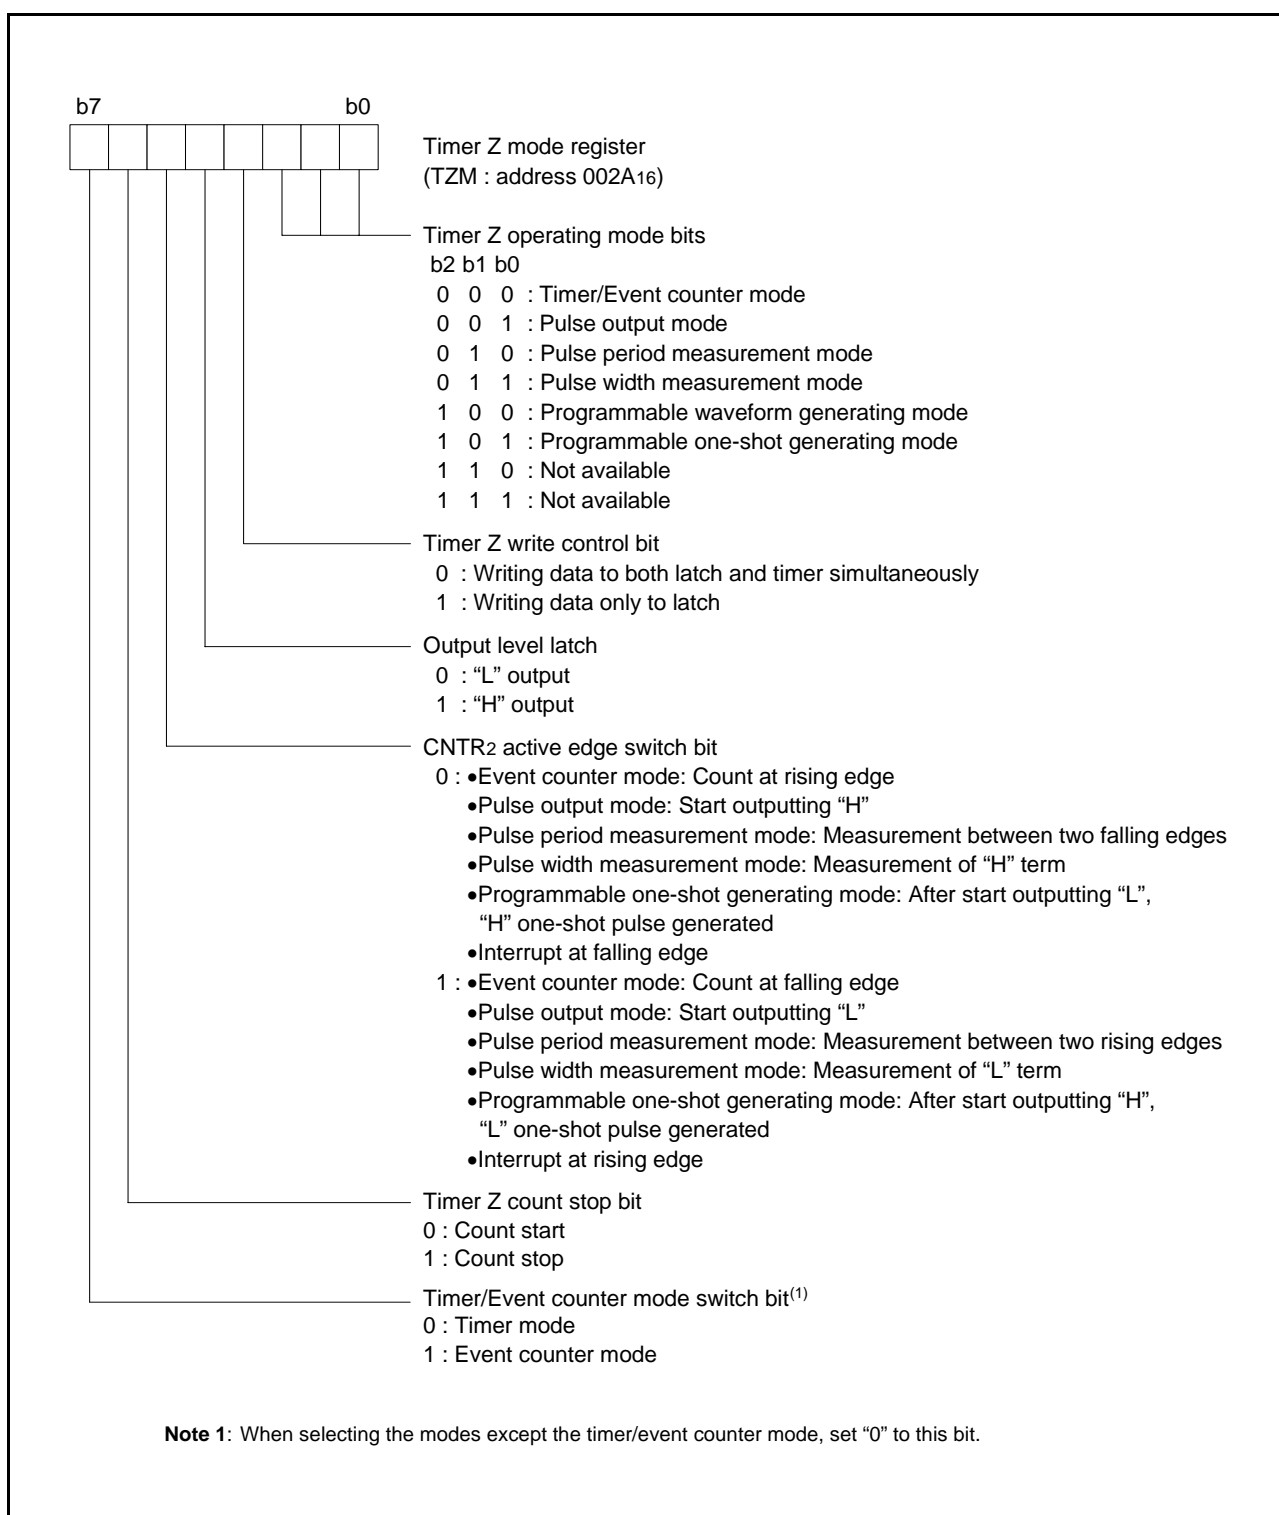 b7 b0
Timer Z mode register
(TZM : address 002A16)
Timer Z operating mode bits
b2 b1 b0
0 0 0 : Timer/Event counter mode
0 0 1 : Pulse output mode
0 1 0 : Pulse period measurement mode
0 1 1 : Pulse width measurement mode
1 0 0 : Programmable waveform generating mode
1 0 1 : Programmable one-shot generating mode
1 1 0 : Not available
1 1 1 : Not available
Timer Z write control bit
0 : Writing data to both latch and timer simultaneously
1 : Writing data only to latch
Output level latch
0 : “L” output
1 : “H” output
CNTR2 active edge switch bit
0 : •Event counter mode: Count at rising edge
•Pulse output mode: Start outputting “H”
•Pulse period measurement mode: Measurement between two falling edges
•Pulse width measurement mode: Measurement of “H” term
•Programmable one-shot generating mode: After start outputting “L”,
“H” one-shot pulse generated
•Interrupt at falling edge
1 : •Event counter mode: Count at falling edge
•Pulse output mode: Start outputting “L”
•Pulse period measurement mode: Measurement between two rising edges
•Pulse width measurement mode: Measurement of “L” term
•Programmable one-shot generating mode: After start outputting “H”,
“L” one-shot pulse generated
•Interrupt at rising edge
Timer Z count stop bit
0 : Count start
1 : Count stop
Timer/Event counter mode switch bit(1)
0 : Timer mode
1 : Event counter mode
Note 1: When selecting the modes except the timer/event counter mode, set “0” to this bit.